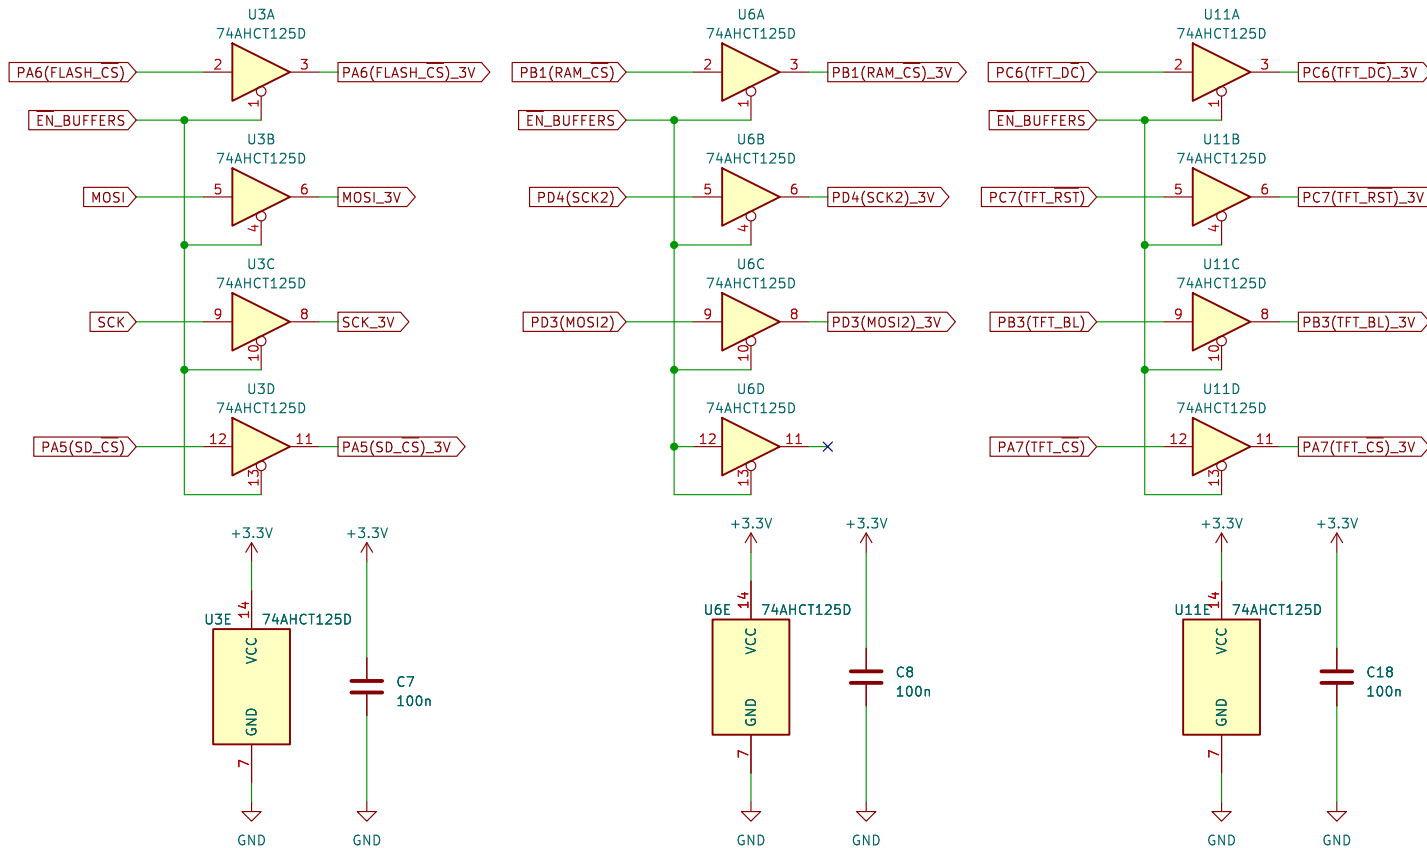 U3A
74AHCT125D
PA6(FLASH_CS)
2
3
PA6(FLASH_CS)_3V
1
EN_BUFFERS
U3B
74AHCT125D
MOSI
5
6
MOSI_3V
4
U3C
74AHCT125D
SCK
9
8
SCK_3V
10
U3D
74AHCT125D
PA5(SD_CS)
12
11
PA5(SD_CS)_3V
13
+3.3V
+3.3V
14
U3E
74AHCT125D
VCC
GND
7
C7
100n
GND
GND
U6A
74AHCT125D
PB1(RAM_CS)
2
3
PB1(RAM_CS)_3V
1
EN_BUFFERS
U6B
74AHCT125D
PD4(SCK2)
5
6
PD4(SCK2)_3V
4
U6C
74AHCT125D
PD3(MOSI2)
9
8
PD3(MOSI2)_3V
10
U6D
74AHCT125D
12
11
13
+3.3V
+3.3V
14
U6E
74AHCT125D
VCC
GND
7
C8
100n
GND
GND
U11A
74AHCT125D
PC6(TFT_DC)
2
3
PC6(TFT_DC)_3V
1
EN_BUFFERS
U11B
74AHCT125D
PC7(TFT_RST)
5
6
PC7(TFT_RST)_3V
4
U11C
74AHCT125D
PB3(TFT_BL)
9
8
PB3(TFT_BL)_3V
10
U11D
74AHCT125D
PA7(TFT_CS)
12
11
PA7(TFT_CS)_3V
13
+3.3V
+3.3V
14
U11E
74AHCT125D
VCC
GND
7
C18
100n
GND
GND